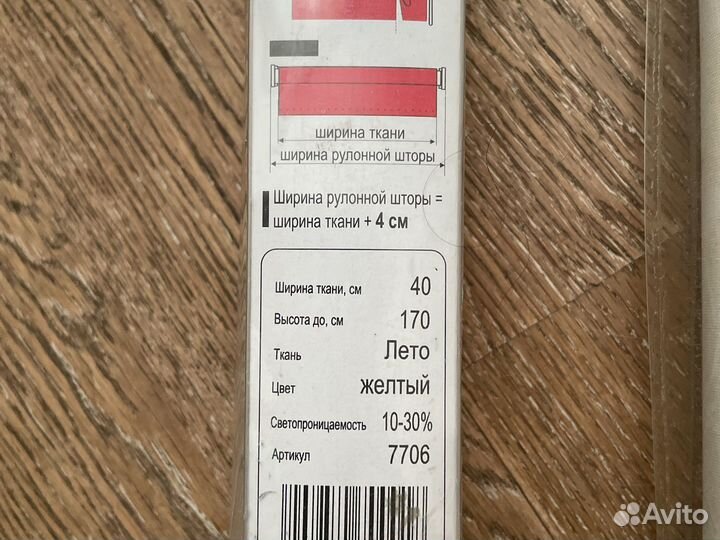 ширина ткани
ширина рулонной шторы
Ширина рулонной шторы =
ширина ткани + 4 см
Ширина ткани, см 40
Высота до, см 170
Ткань Лето
Цвет желтый
Светопроницаемость 10-30%
Артикул 7706
Avito